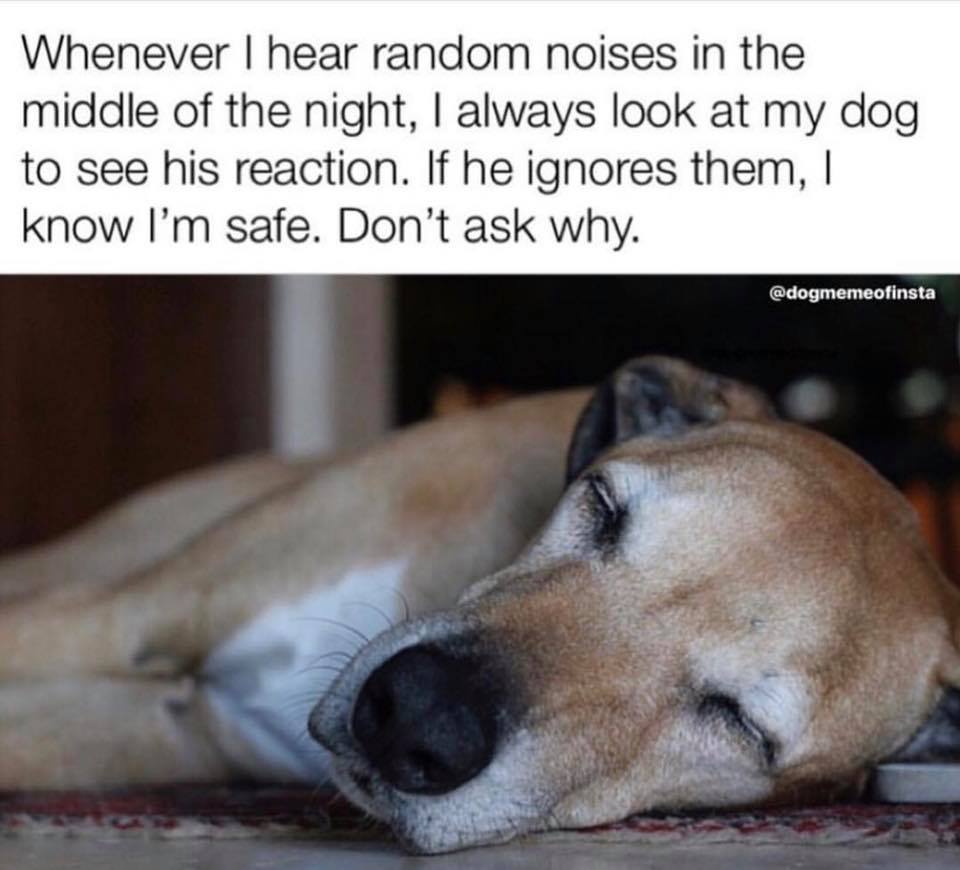 Whenever I hear random noises in the
middle of the night, I always look at my dog
to see his reaction. If he ignores them, I
know I’m safe. Don’t ask why.
@dogmemeofinsta